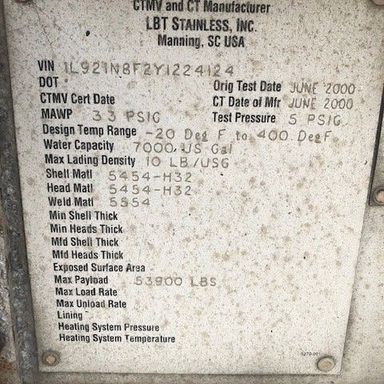 CTMV and CT Manufacturer
LBT STAINLESS, INC.
Manning, SC USA
VIN 1L921N8F2Y1224124
DOT Orig Test Date JUNE 2000
CTMV Cert Date CT Date of Mfr JUNE 2000
MAWP 3.3 PSIG Test Pressure 5 PSIG
Design Temp Range -20 Deg F to 400 Deg F
Water Capacity 7000 US Gal
Max Lading Density 10 LB/USG
Shell Matl 5454-H32
Head Matl 5454-H32
Weld Matl 5554
Min Shell Thick
Min Heads Thick
Mfd Shell Thick
Mfd Heads Thick
Exposed Surface Area
Max Payload 53900 LBS
Max Load Rate
Max Unload Rate
Lining
Heating System Pressure
Heating System Temperature